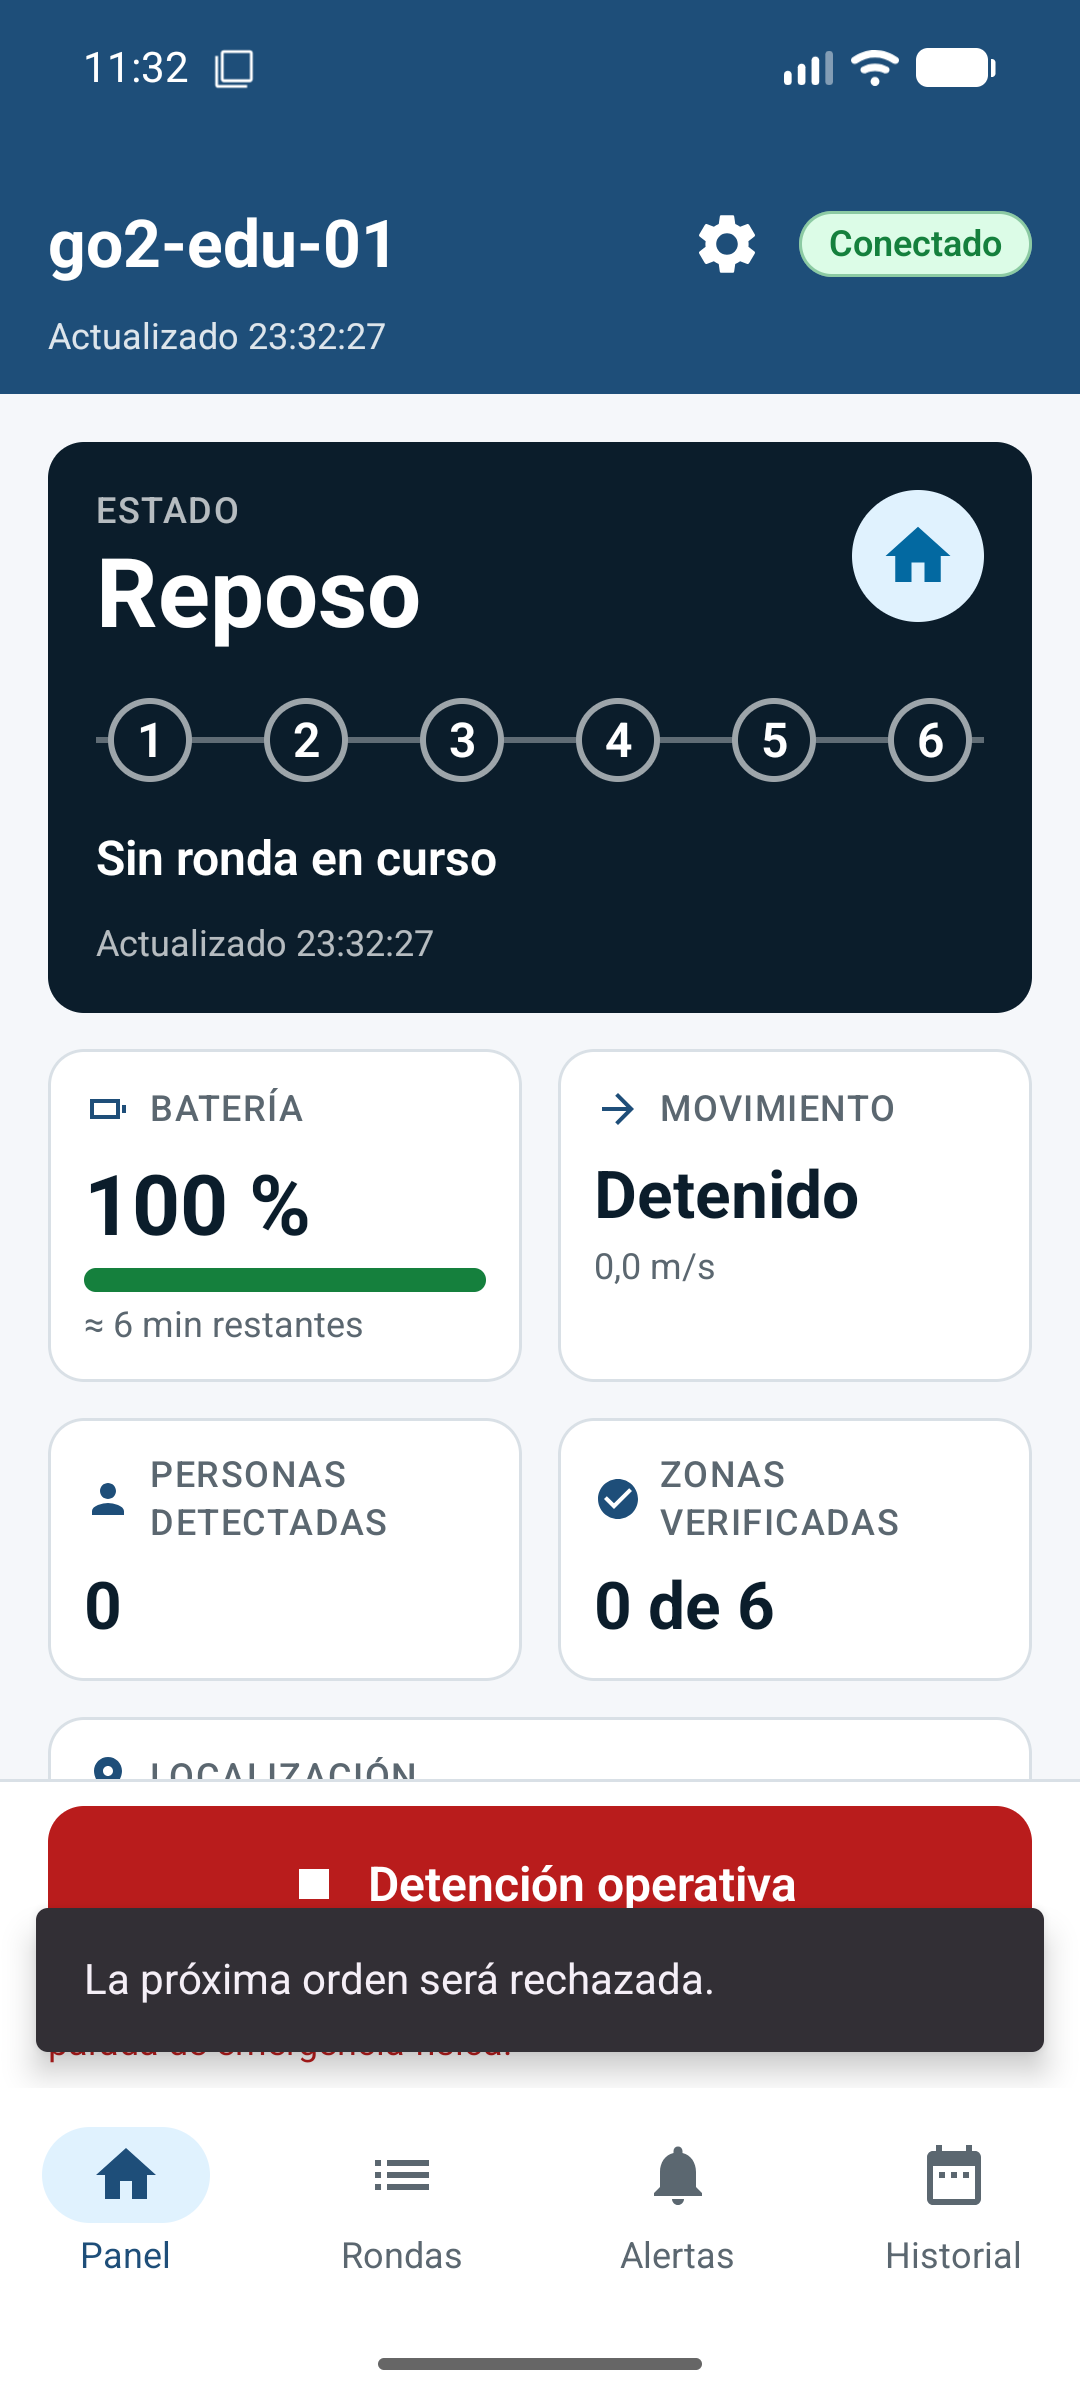 11:32
go2-edu-01
Conectado
Actualizado 23:32:27
ESTADO
Reposo
1 2 3 4 5 6
Sin ronda en curso
Actualizado 23:32:27
BATERÍA
100 %
≈ 6 min restantes
MOVIMIENTO
Detenido
0,0 m/s
PERSONAS
DETECTADAS
0
ZONAS
VERIFICADAS
0 de 6
LOCALIZACIÓN
Detención operativa
La próxima orden será rechazada.
Panel
Rondas
Alertas
Historial